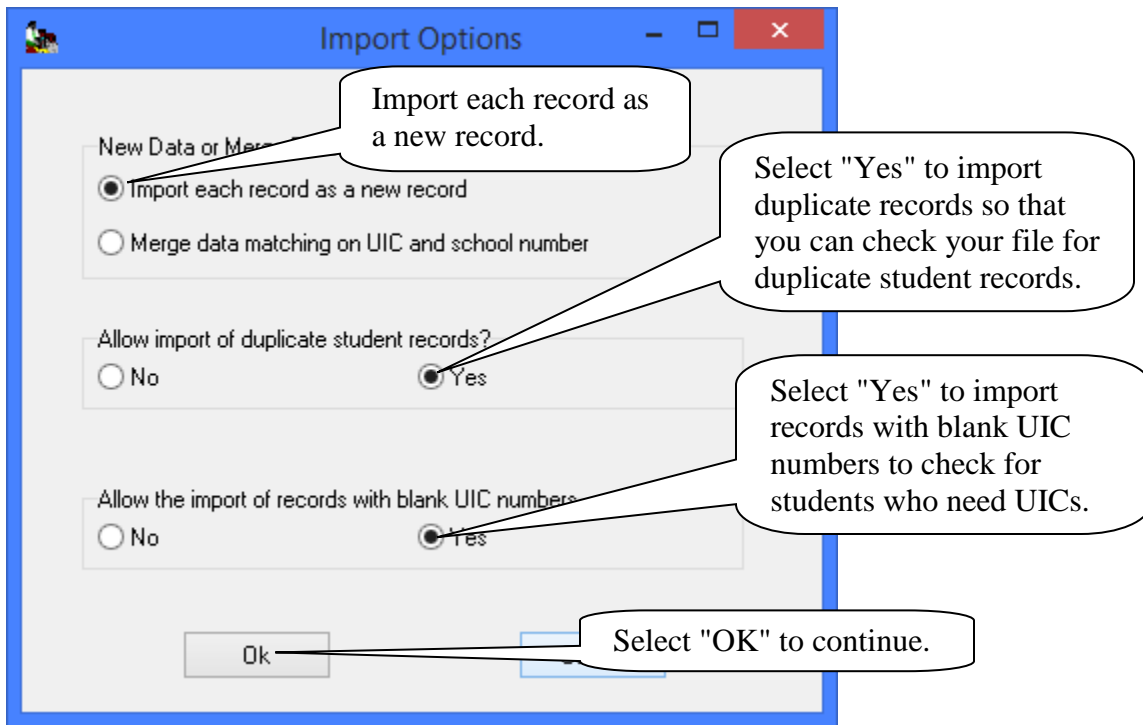 Import Options
Import each record as
a new record.
New Data or Merge
Import each record as a new record
Merge data matching on UIC and school number
Select "Yes" to import
duplicate records so that
you can check your file for
duplicate student records.
Allow import of duplicate student records?
No
Yes
Select "Yes" to import
records with blank UIC
numbers to check for
students who need UICs.
Allow the import of records with blank UIC numbers
No
Yes
Ok
Select "OK" to continue.